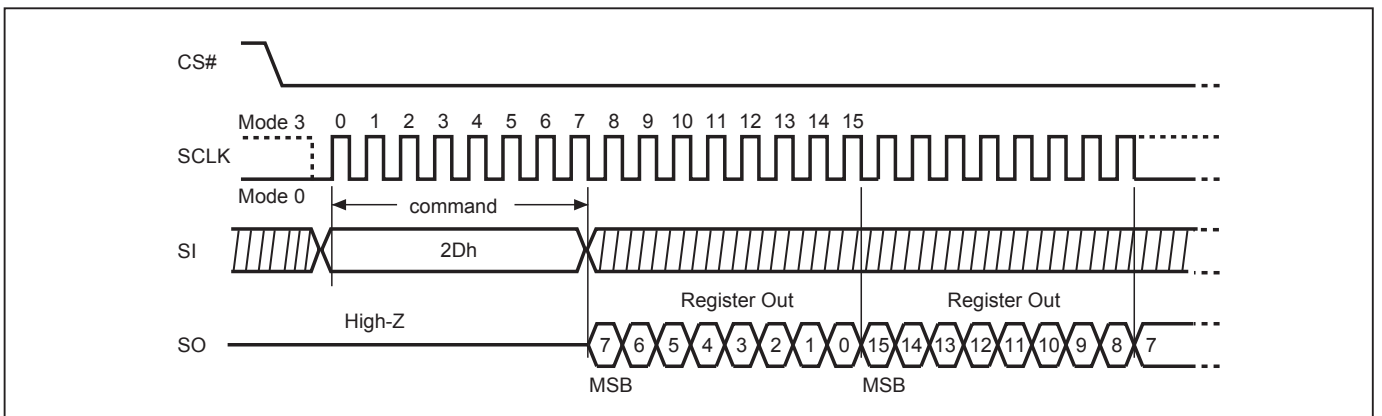 CS#
Mode 3 0 1 2 3 4 5 6 7 8 9 10 11 12 13 14 15
SCLK
Mode 0
command
SI 2Dh
Register Out Register Out
High-Z
SO 7 6 5 4 3 2 1 0 15 14 13 12 11 10 9 8 7
MSB MSB